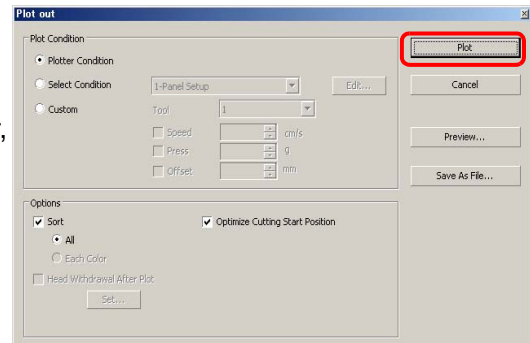 Plot out
Plot Condition
Plotter Condition
Select Condition
1-Panel Setup
Edit...
Custom
Tool
1
Speed
cm/s
Press
g
Offset
mm
Plot
Cancel
Preview...
Save As File...
,
Options
Sort
Optimize Cutting Start Position
All
Each Color
Head Withdrawal After Plot
Set...